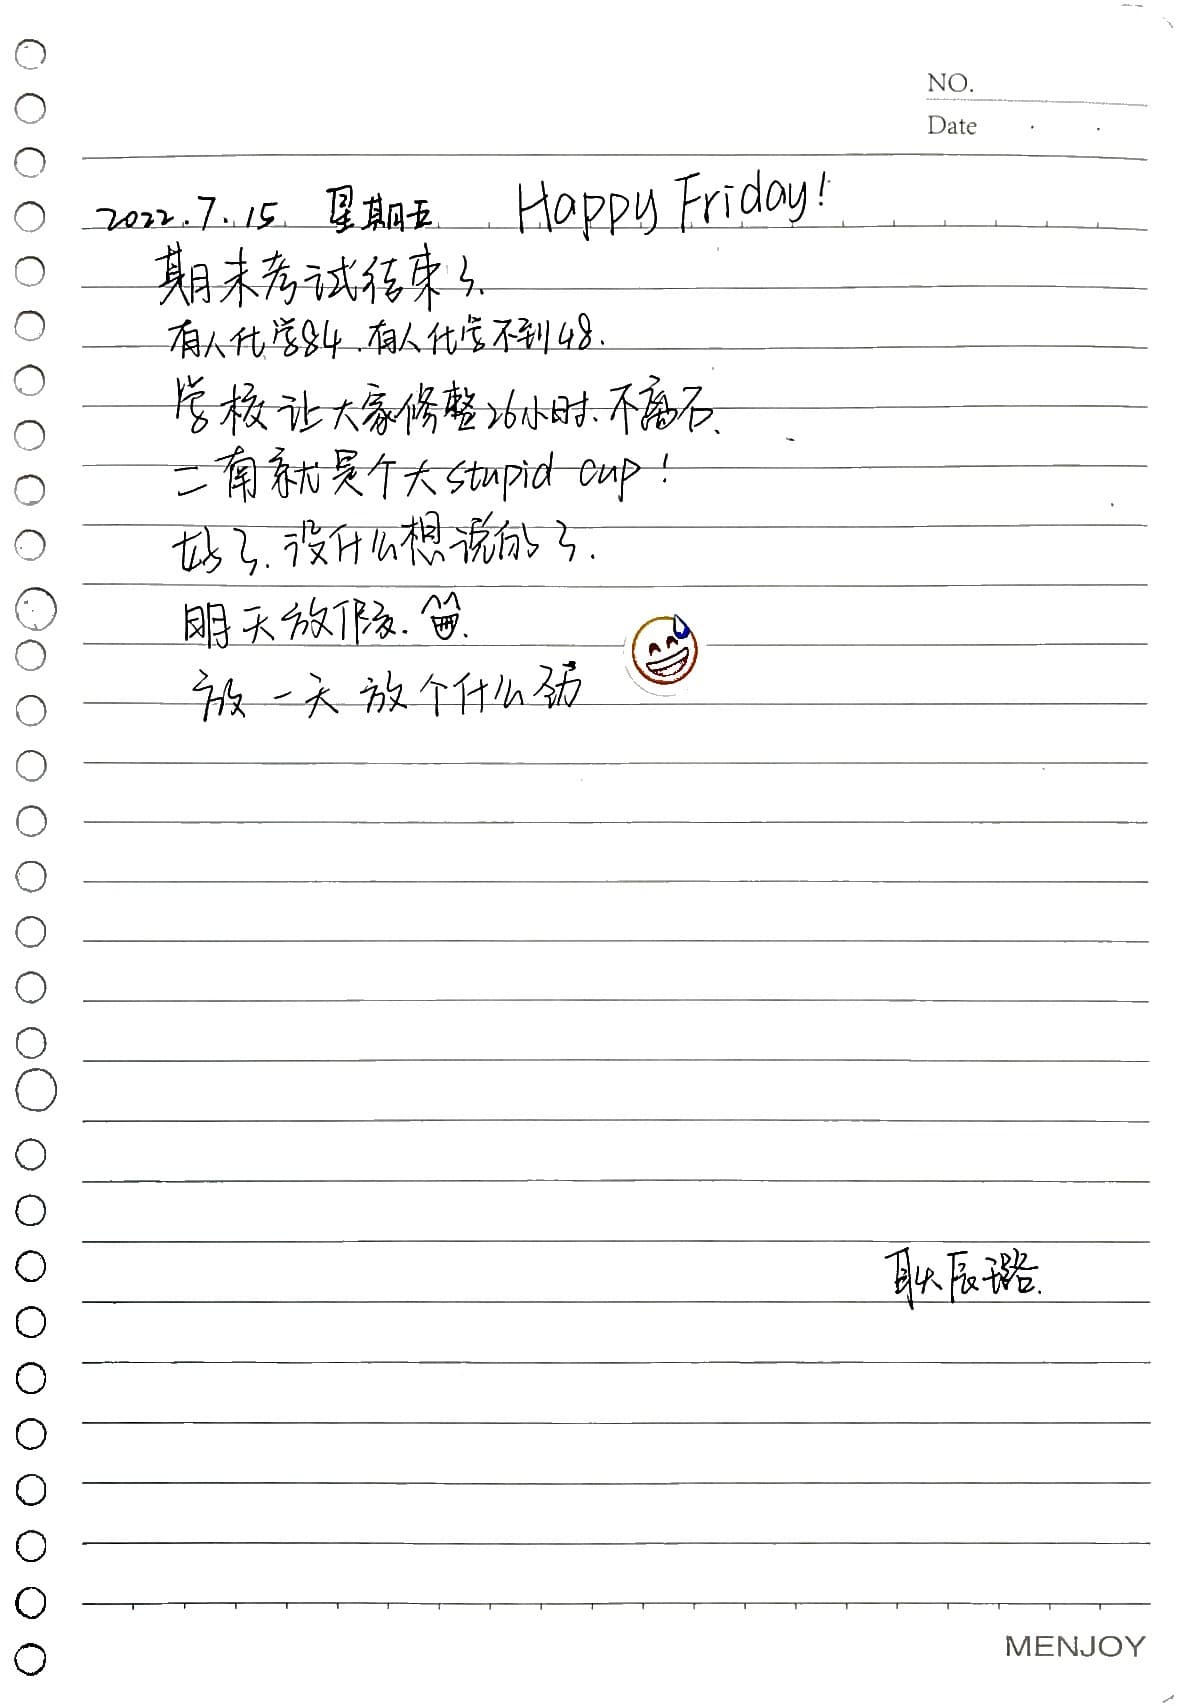 NO.
Date
2022.7.15 星期五 Happy Friday!
期末考试结束了.
有人化学84.有人化学不到48.
学校让大家修整26小时.不离石.
二南就是个大stupid cup!
好了.没什么想说的了.
明天放假.
放一天放个什么劲
耿辰璐.
MENJOY